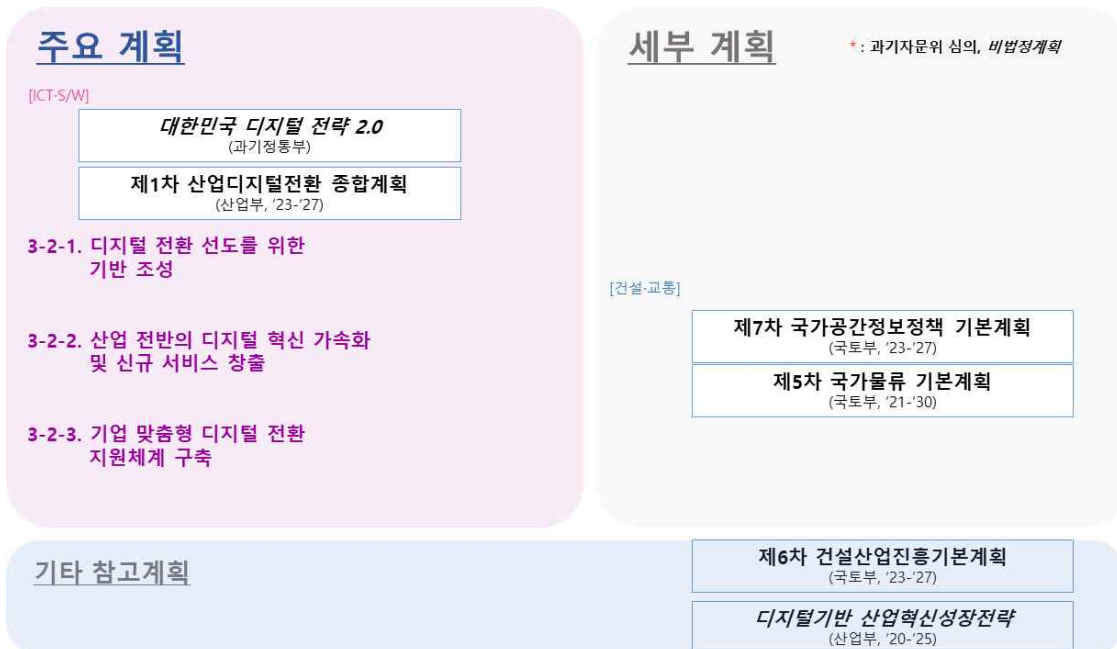 주요 계획
[ICT·S/W]
대한민국 디지털 전략 2.0
(과기정통부)
제1차 산업디지털전환 종합계획
(산업부, '23-'27)
3-2-1. 디지털 전환 선도를 위한
기반 조성
3-2-2. 산업 전반의 디지털 혁신 가속화
및 신규 서비스 창출
3-2-3. 기업 맞춤형 디지털 전환
지원체계 구축
세부 계획
* : 과기자문위 심의, 비법정계획
[건설·교통]
제7차 국가공간정보정책 기본계획
(국토부, '23-'27)
제5차 국가물류 기본계획
(국토부, '21-'30)
기타 참고계획
제6차 건설산업진흥기본계획
(국토부, '23-'27)
디지털기반 산업혁신성장전략
(산업부, '20-'25)